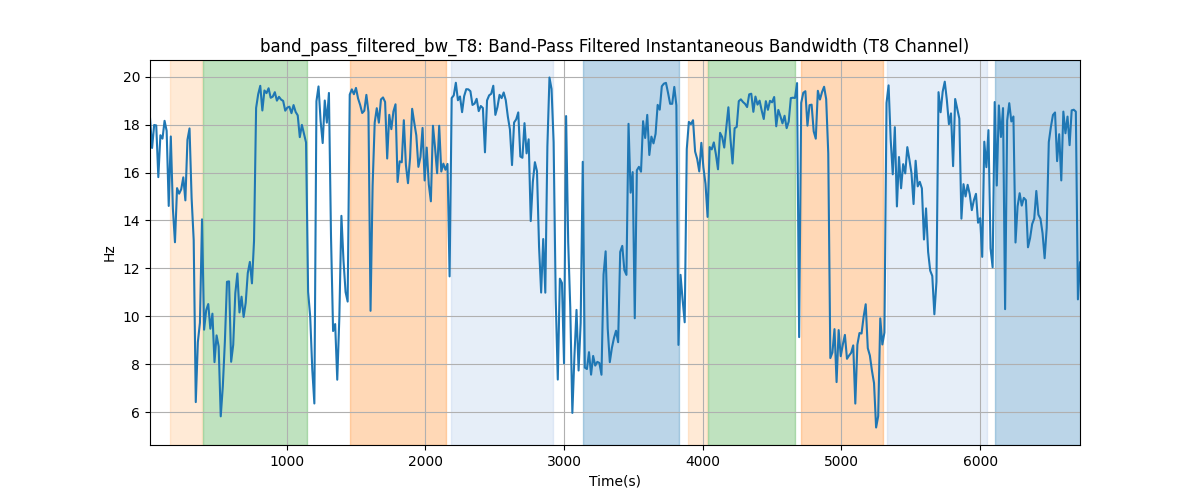 band_pass_filtered_bw_T8: Band-Pass Filtered Instantaneous Bandwidth (T8 Channel)
20
18
16
14
12
10
8
6
Hz
1000 2000 3000 4000 5000 6000
Time(s)